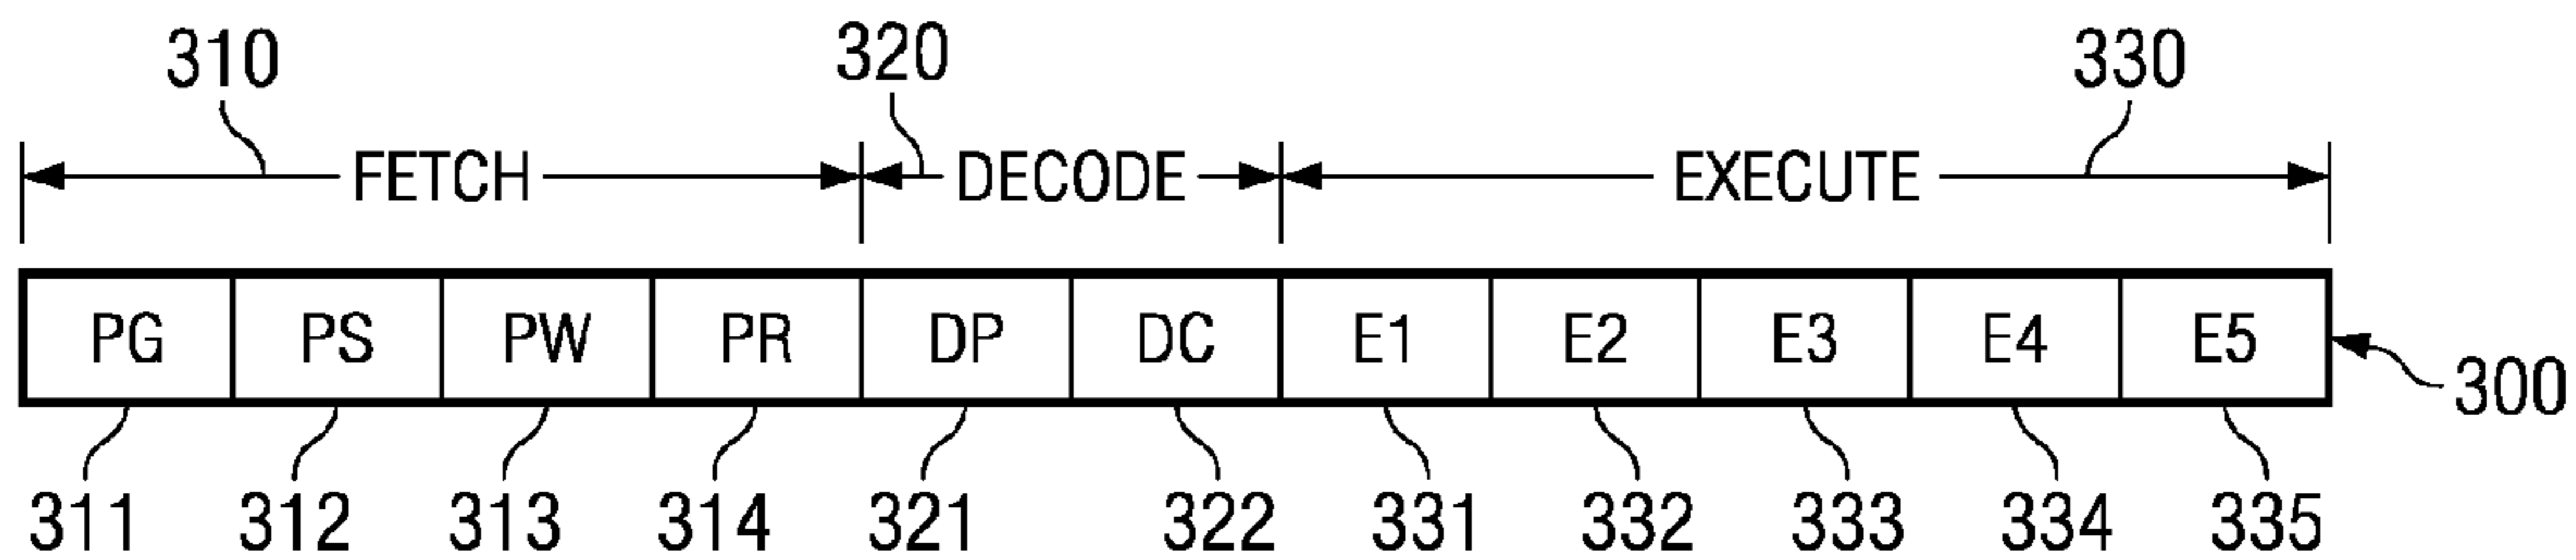 310 320 330
FETCH DECODE EXECUTE
PG PS PW PR DP DC E1 E2 E3 E4 E5
300
311 312 313 314 321 322 331 332 333 334 335